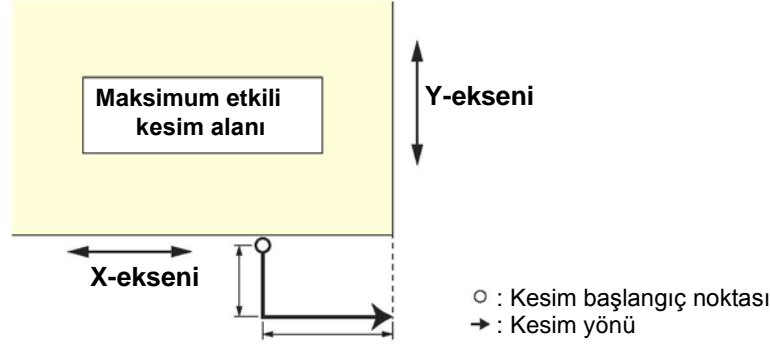 Maksimum etkili
kesim alanı
Y-ekseni
X-ekseni
: Kesim başlangıç noktası
: Kesim yönü